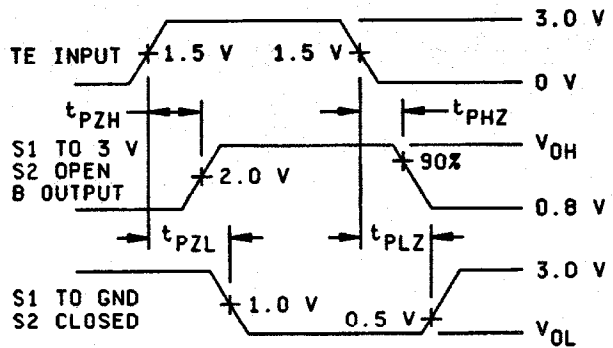 3.0 V
TE INPUT
1.5 V
1.5 V
0 V
tPZH
tPHZ
S1 TO 3 V
S2 OPEN
B OUTPUT
2.0 V
90%
VOH
0.8 V
tPZL
tPLZ
3.0 V
S1 TO GND
S2 CLOSED
1.0 V
0.5 V
VOL